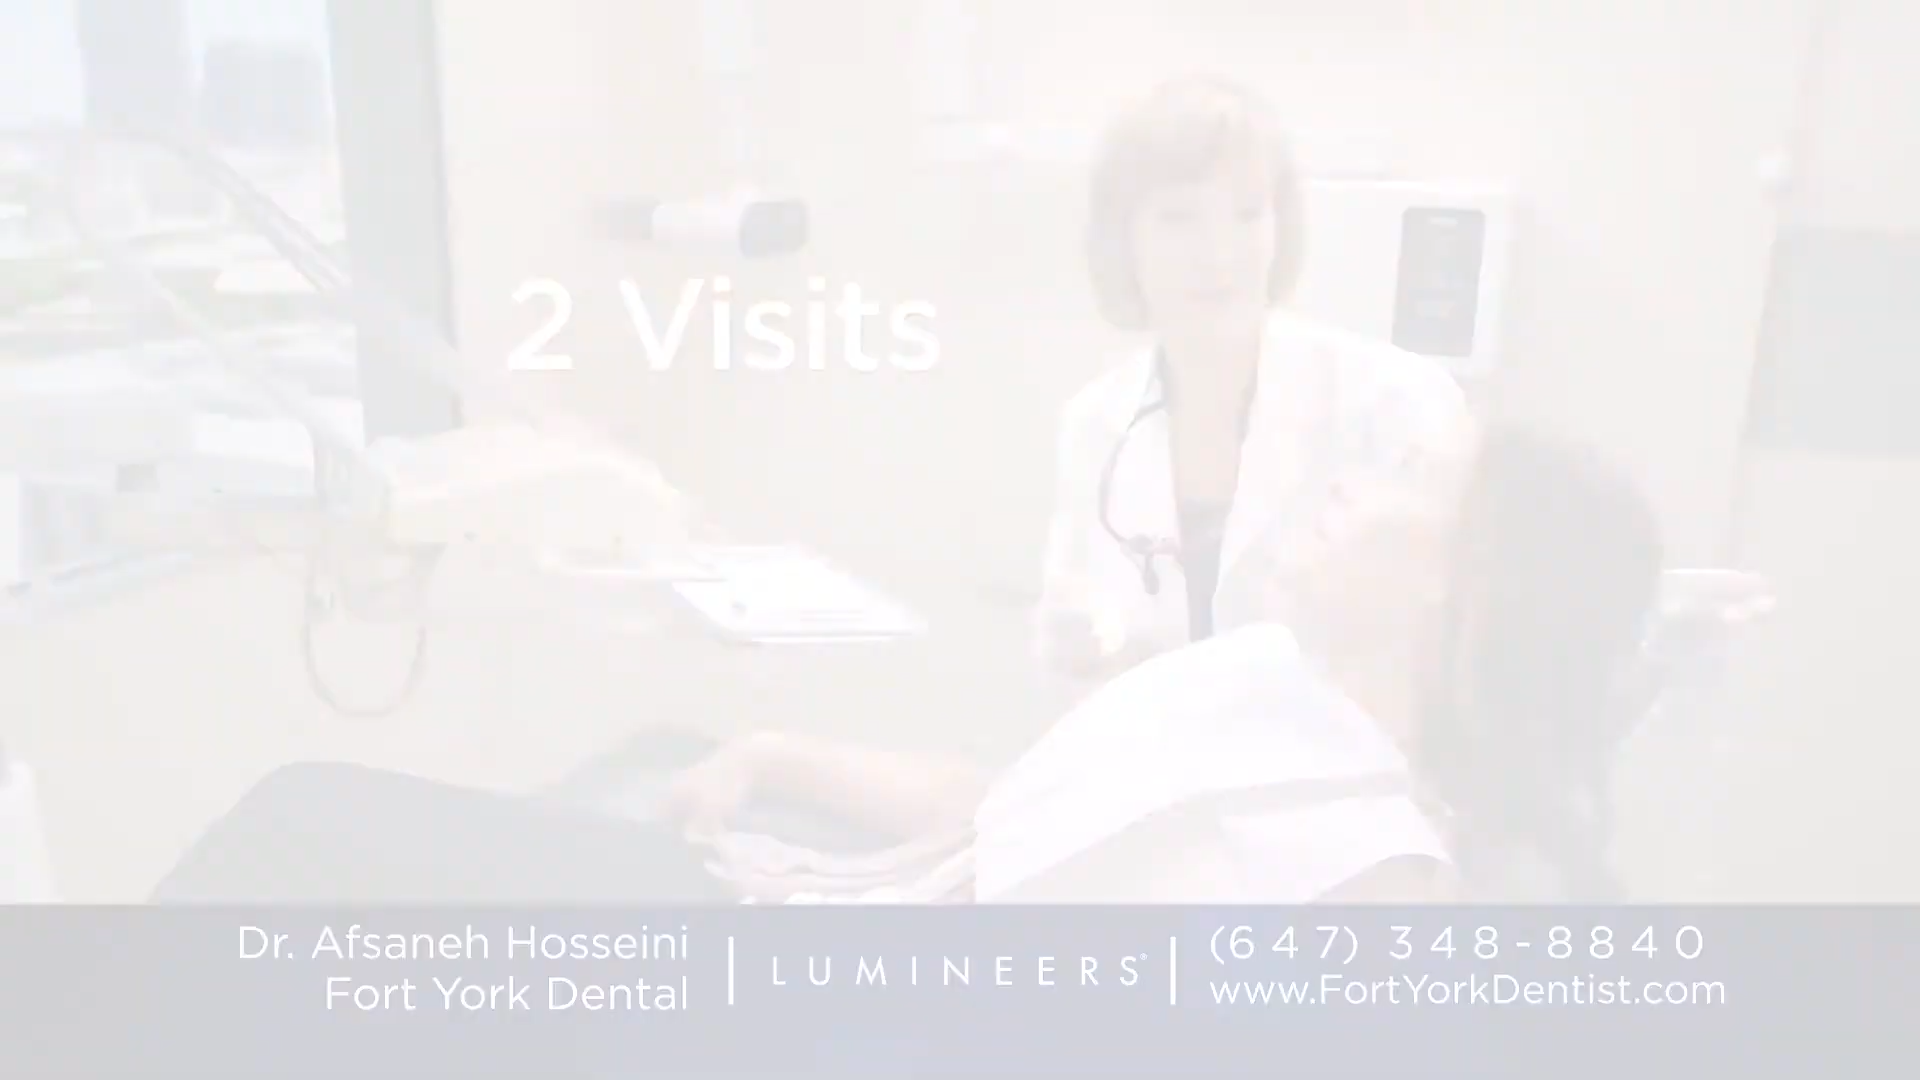 2 Visits
Dr. Afsaneh Hosseini
Fort York Dental
LUMINEERS®
(647) 348-8840
www.FortYorkDentist.com